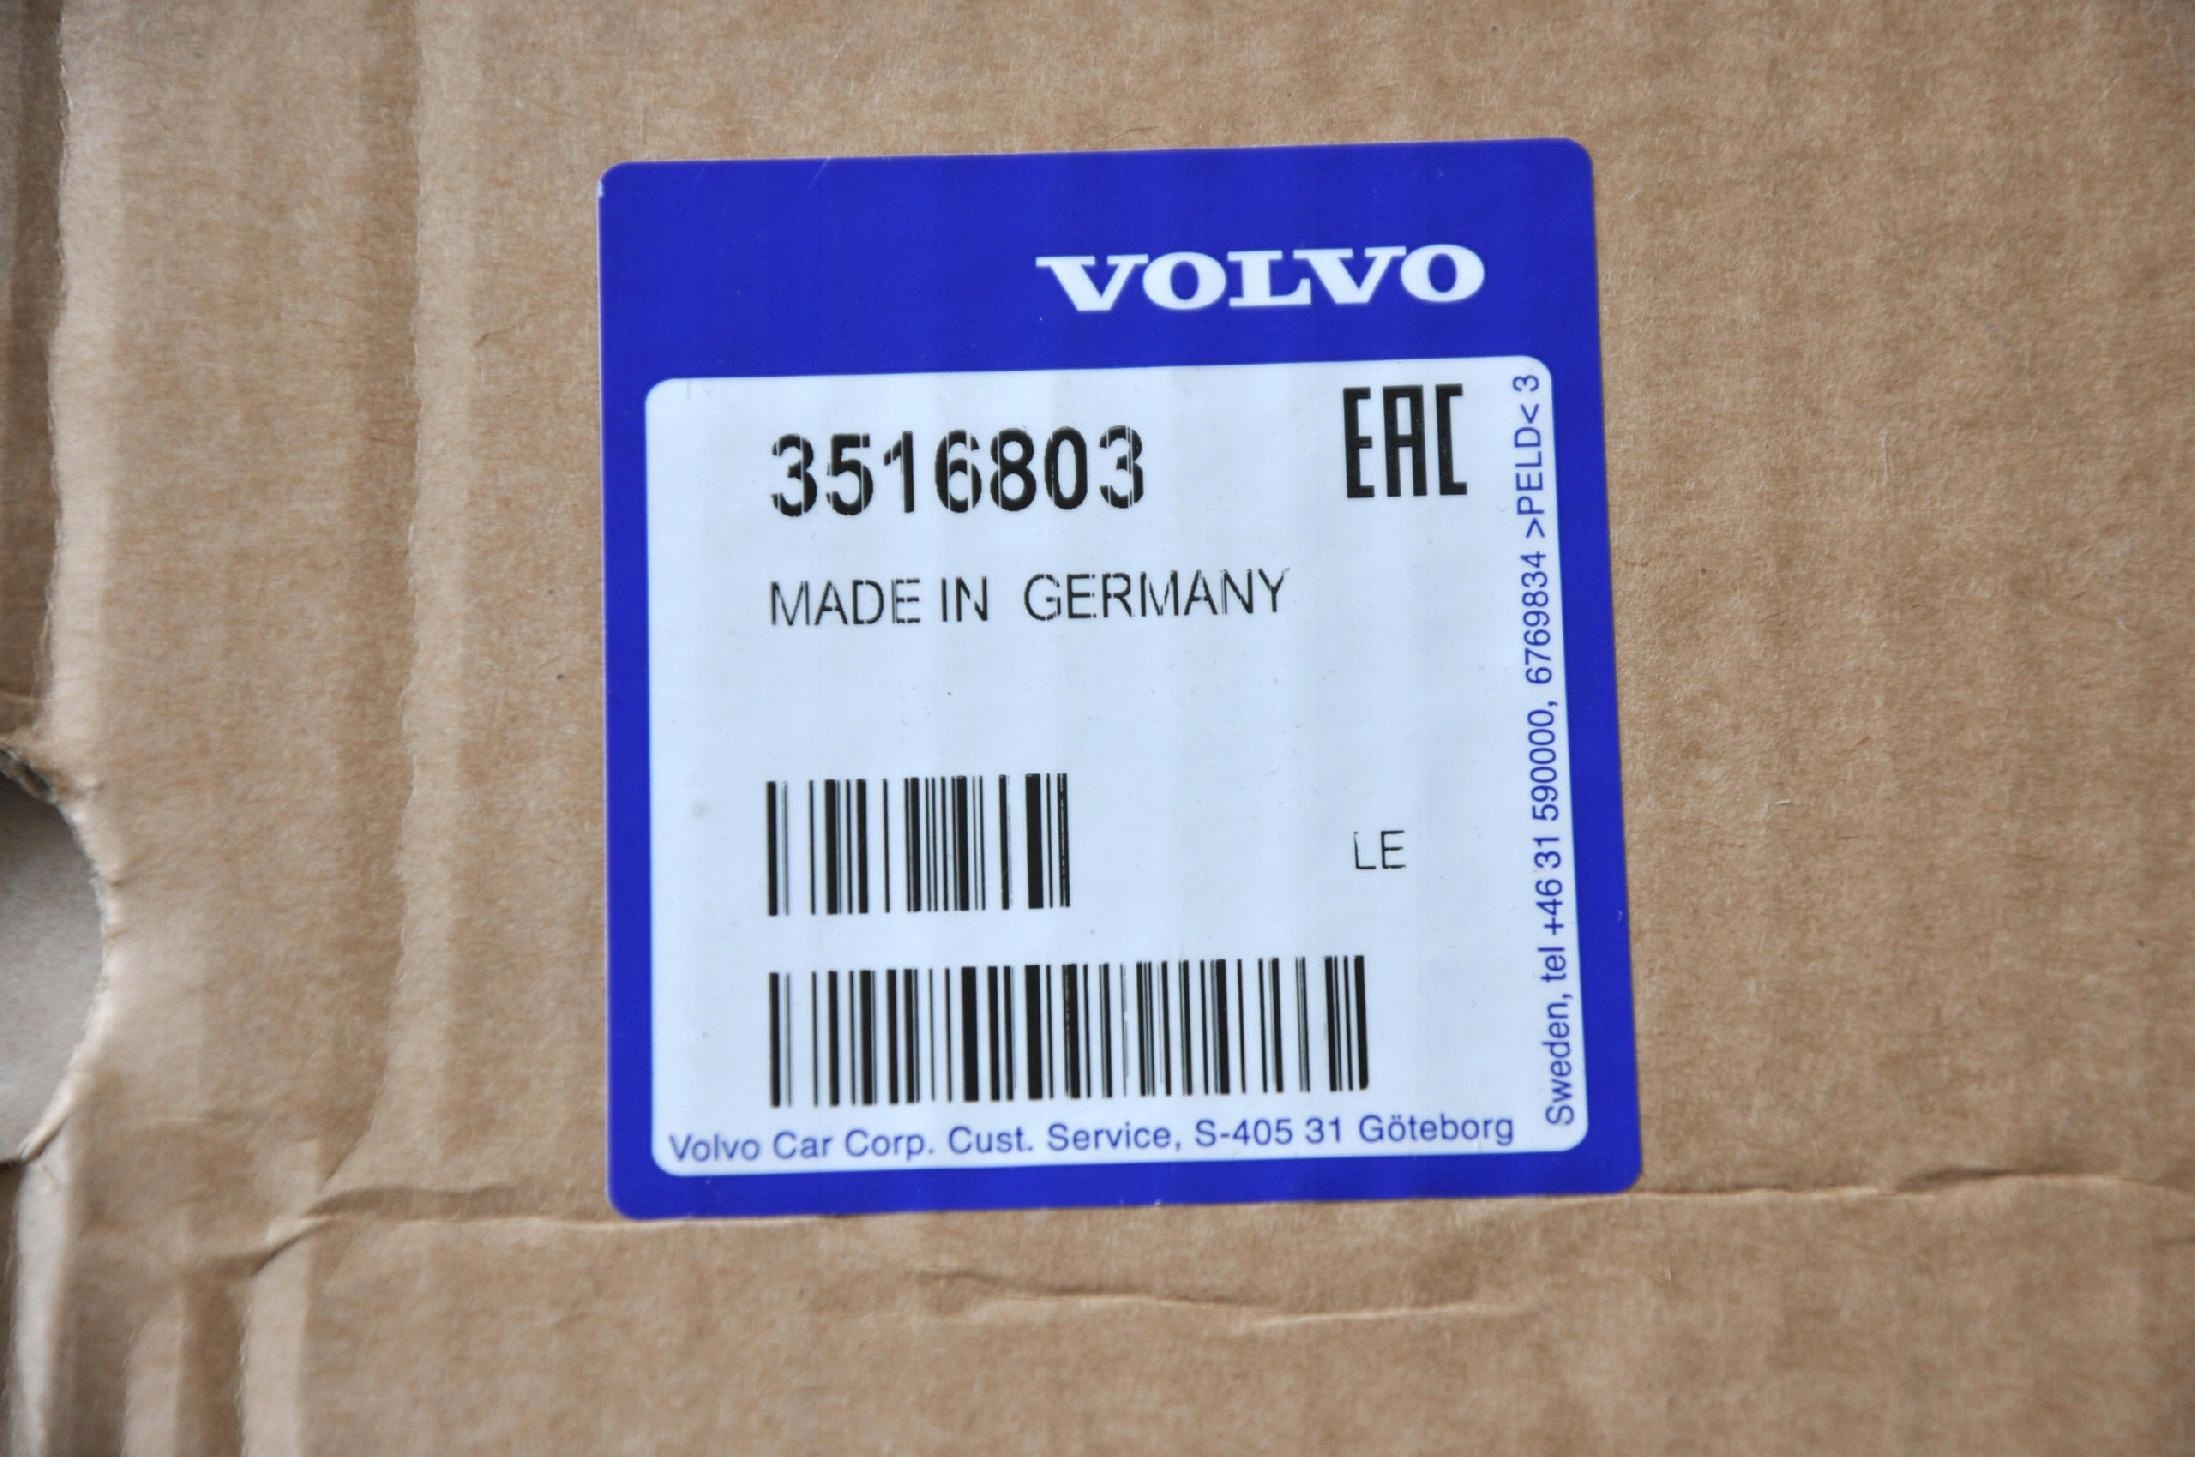 VOLVO
3516803
EAC
MADE IN GERMANY
LE
Volvo Car Corp. Cust. Service, S-405 31 Göteborg
Sweden, tel +46 31 590000, 6769834 >PELD< 3